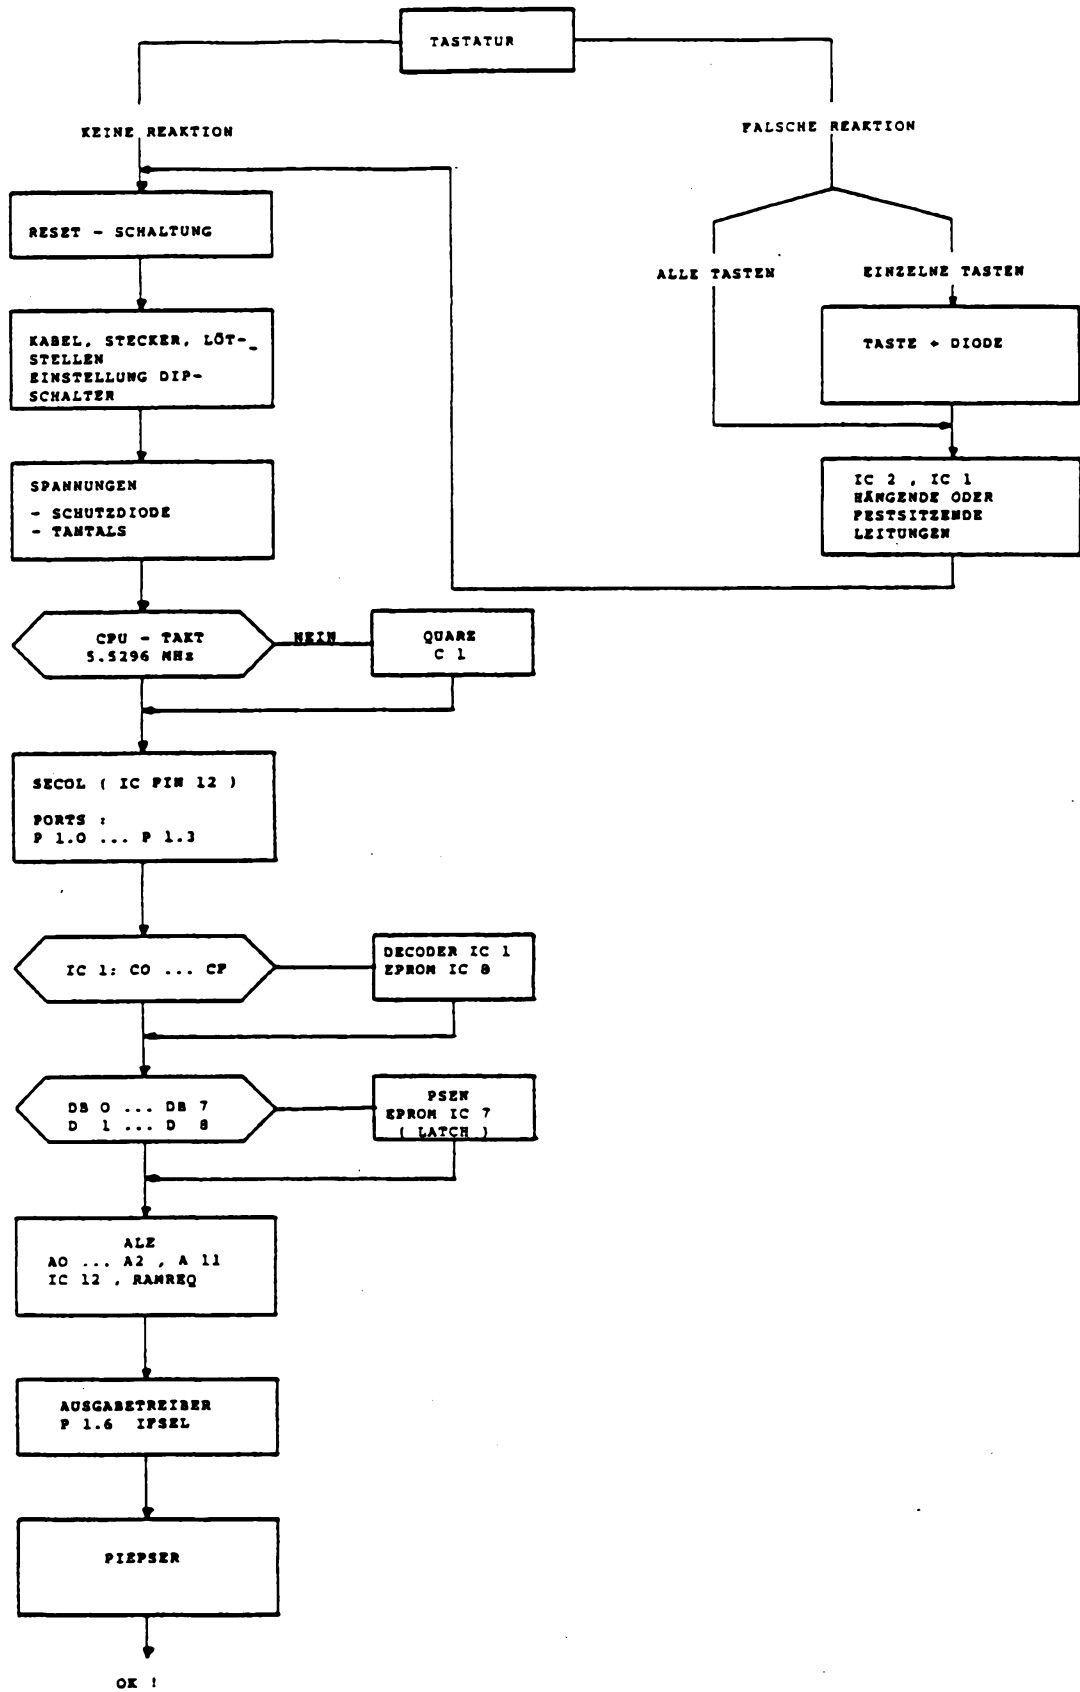 TASTATUR
KEINE REAKTION
FALSCHE REAKTION
RESET - SCHALTUNG
ALLE TASTEN
EINZELNE TASTEN
KABEL, STECKER, LÖT-
STELLEN
EINSTELLUNG DIP-
SCHALTER
TASTE + DIODE
SPANNUNGEN
- SCHUTZDIODE
- TANTALS
IC 2 , IC 1
HÄNGENDE ODER
FESTSITZENDE
LEITUNGEN
CPU - TAKT
5.5296 MHz
NEIN
QUARZ
C 1
SECOL ( IC PIN 12 )
PORTS :
P 1.0 ... P 1.3
IC 1: C0 ... CF
DECODER IC 1
EPROM IC 8
DB 0 ... DB 7
D 1 ... D 8
PSEN
EPROM IC 7
( LATCH )
ALE
A0 ... A2 , A 11
IC 12 , RAMREQ
AUSGABETREIBER
P 1.6 IFSEL
PIEPSER
OK !